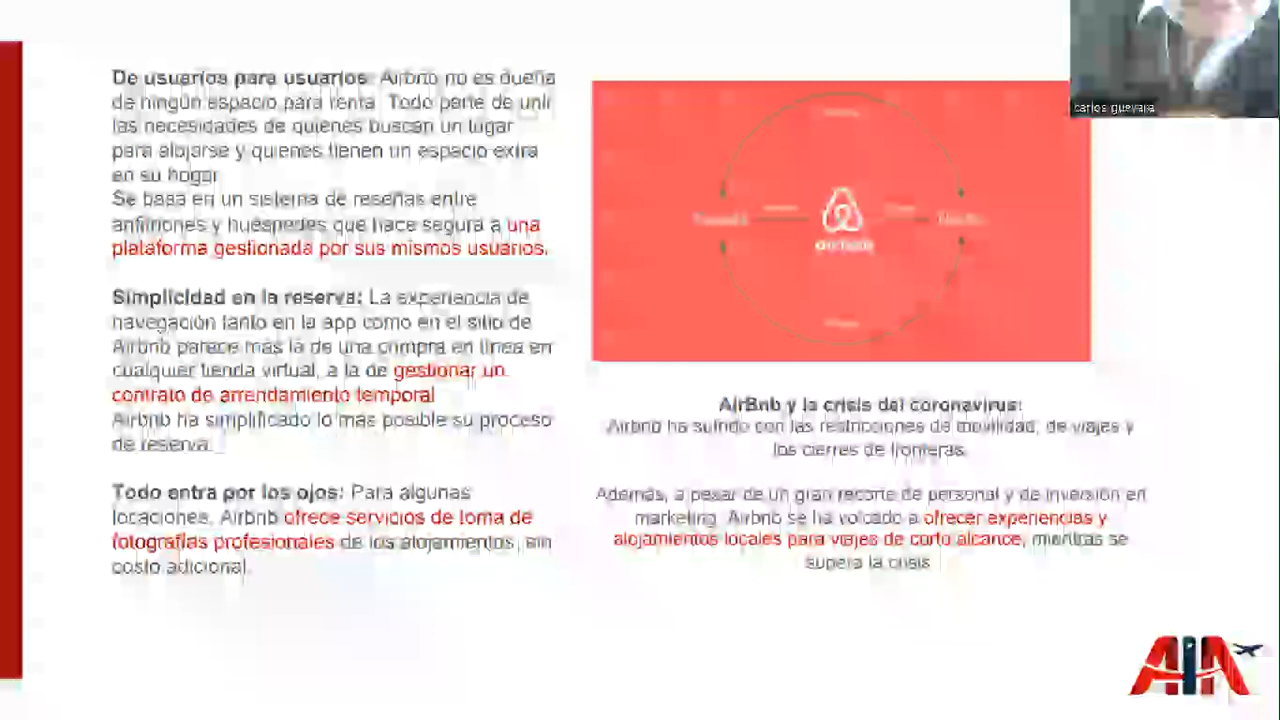 De usuarios para usuarios: Airbnb no es dueña
de ningún espacio para renta. Todo parte de unir
las necesidades de quienes buscan un lugar
para alojarse y quienes tienen un espacio extra
en su hogar.
Se basa en un sistema de reseñas entre
anfitriones y huéspedes que hace segura a una
plataforma gestionada por sus mismos usuarios.
Simplicidad en la reserva: La experiencia de
navegación tanto en la app como en el sitio de
Airbnb parece más la de una compra en línea en
cualquier tienda virtual, a la de gestionar un
contrato de arrendamiento temporal
Airbnb ha simplificado lo más posible su proceso
de reserva.
Todo entra por los ojos: Para algunas
locaciones, Airbnb ofrece servicios de toma de
fotografías profesionales de los alojamientos, sin
costo adicional.
carlos guevara
airbnb
AirBnb y la crisis del coronavirus:
Airbnb ha sufrido con las restricciones de movilidad, de viajes y
los cierres de fronteras.
Además, a pesar de un gran recorte de personal y de inversión en
marketing, Airbnb se ha volcado a ofrecer experiencias y
alojamientos locales para viajes de corto alcance, mientras se
supera la crisis
AIA